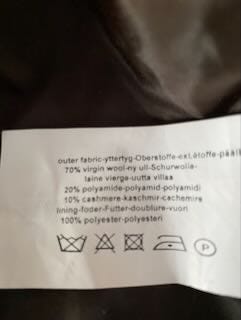 outer fabric-yttertyg-Oberstoffe-ext.étoffe-päält
70% virgin wool-ny ull-Schurwolle-
laine vierge-uutta villaa
20% polyamide-polyamid-polyamidi
10% cashmere-kaschmir-cachemire
lining-foder-Futter-doublure-vuori
100% polyester-polyesteri
P